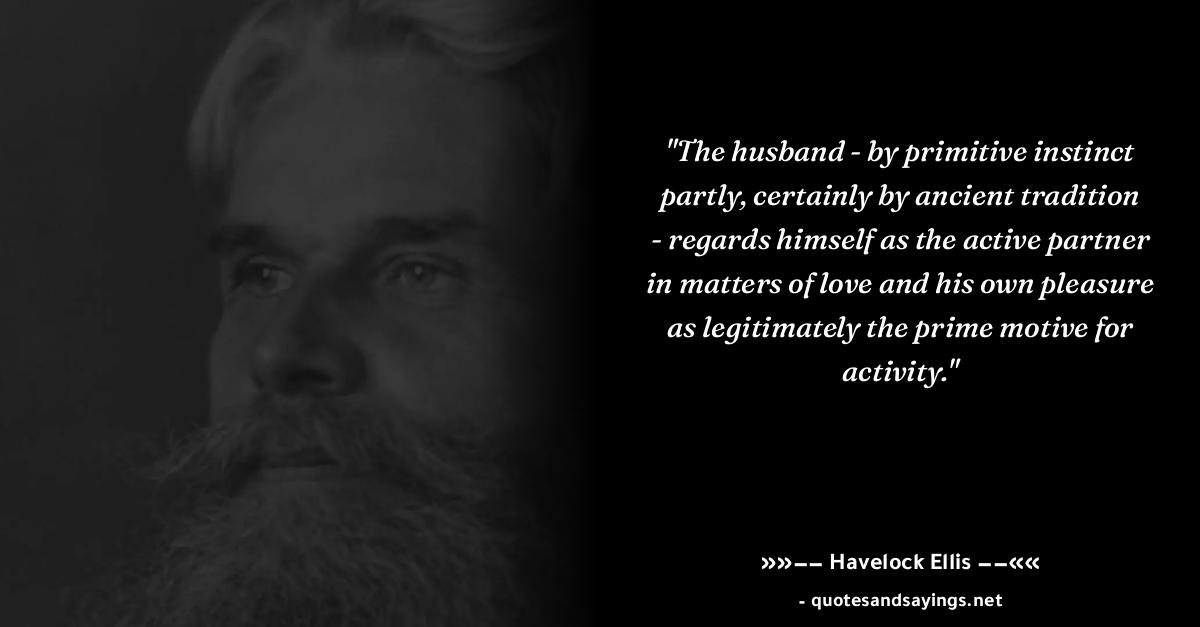 "The husband - by primitive instinct
partly, certainly by ancient tradition
- regards himself as the active partner
in matters of love and his own pleasure
as legitimately the prime motive for
activity."
»»–– Havelock Ellis ––««
- quotesandsayings.net